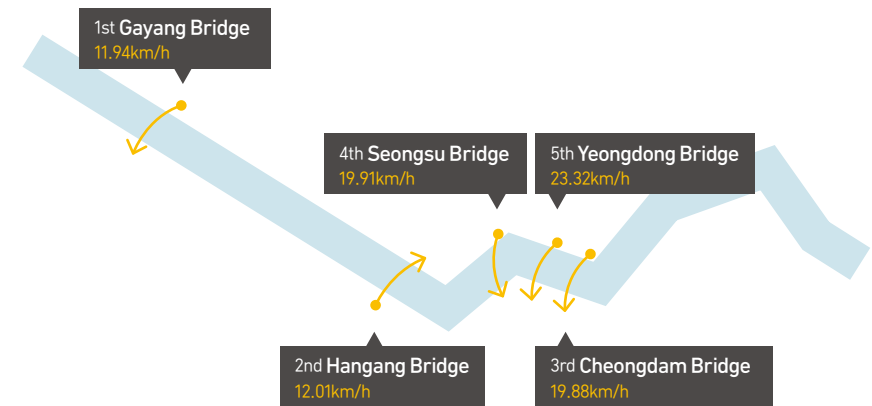 1st Gayang Bridge
11.94km/h
4th Seongsu Bridge
19.91km/h
5th Yeongdong Bridge
23.32km/h
2nd Hangang Bridge
12.01km/h
3rd Cheongdam Bridge
19.88km/h